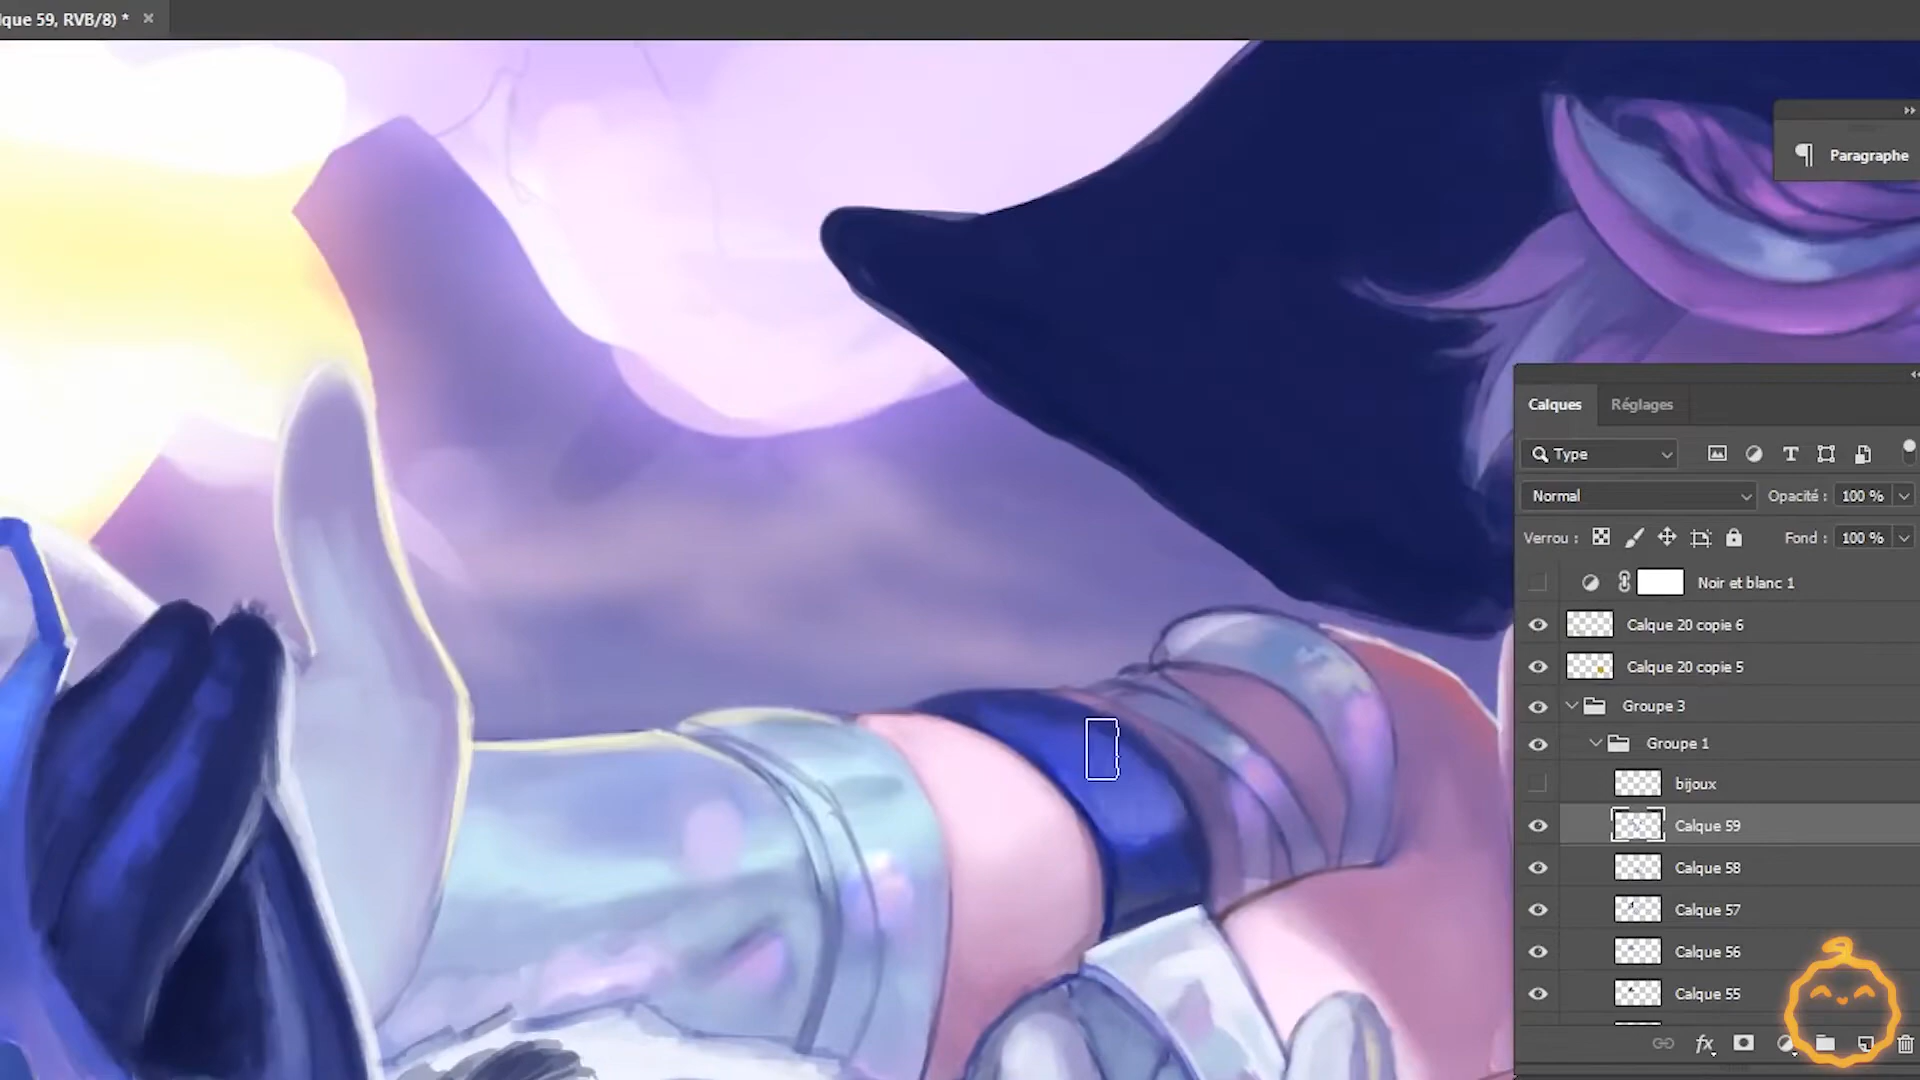 que 59, RVB/8) *
Paragraphe
Calques Réglages
Type
Normal Opacité : 100 %
Verrou : Fond : 100 %
Noir et blanc 1
Calque 20 copie 6
Calque 20 copie 5
Groupe 3
Groupe 1
bijoux
Calque 59
Calque 58
Calque 57
Calque 56
Calque 55
fx